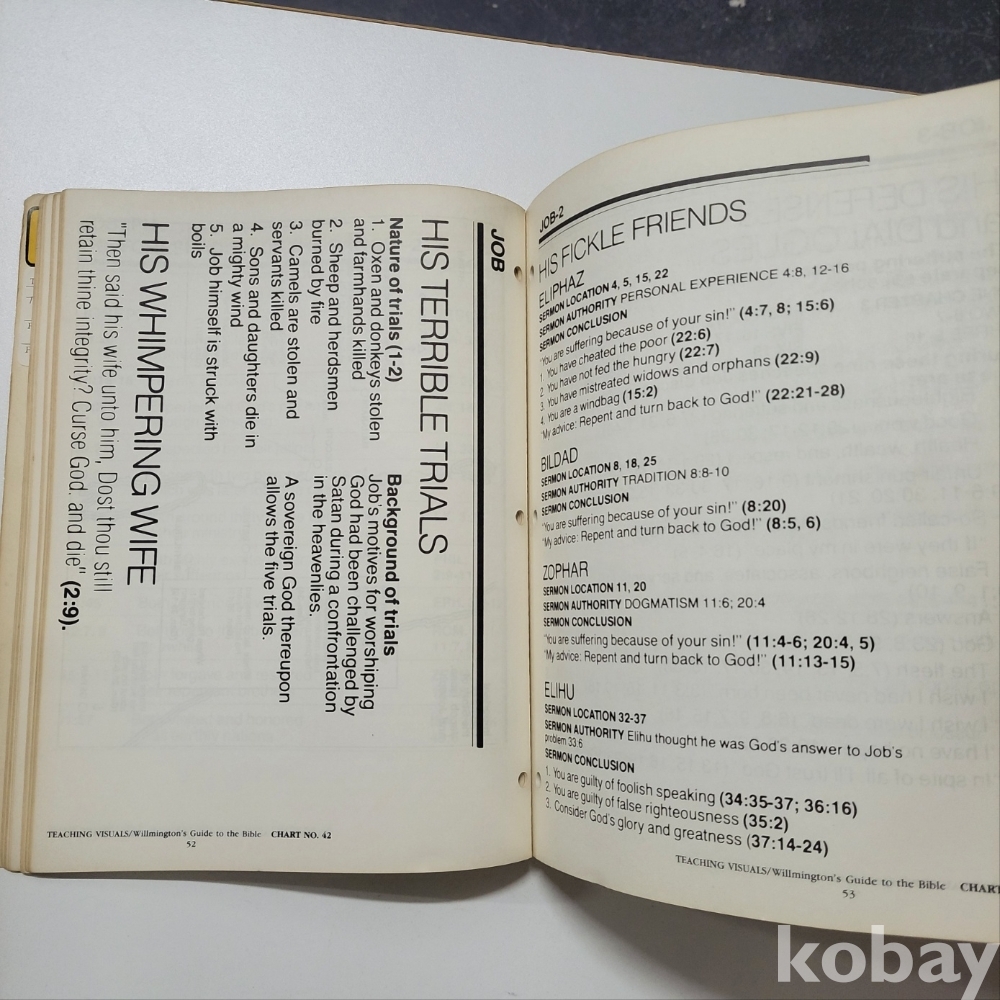 JOB
HIS TERRIBLE TRIALS
Nature of trials (1-2)
1. Oxen and donkeys stolen
and farmhands killed
2. Sheep and herdsmen
burned by fire
3. Camels are stolen and
servants killed
4. Sons and daughters die in
a mighty wind
5. Job himself is struck with
boils
Background of trials
Job's motives for worshiping
God had been challenged by
Satan during a confrontation
in the heavenlies.
A sovereign God thereupon
allows the five trials.
HIS WHIMPERING WIFE
"Then said his wife unto him, Dost thou still
retain thine integrity? Curse God, and die" (2:9).
TEACHING VISUALS/Willmington's Guide to the Bible CHART NO. 42
52
JOB-2
HIS FICKLE FRIENDS
ELIPHAZ
SERMON LOCATION 4, 5, 15, 22
SERMON AUTHORITY PERSONAL EXPERIENCE 4:8, 12-16
SERMON CONCLUSION
"You are suffering because of your sin!" (4:7, 8; 15:6)
1. You have cheated the poor (22:6)
2. You have not fed the hungry (22:7)
3. You have mistreated widows and orphans (22:9)
4. You are a windbag (15:2)
"My advice: Repent and turn back to God!" (22:21-28)
BILDAD
SERMON LOCATION 8, 18, 25
SERMON AUTHORITY TRADITION 8:8-10
SERMON CONCLUSION
"You are suffering because of your sin!" (8:20)
"My advice: Repent and turn back to God!" (8:5, 6)
ZOPHAR
SERMON LOCATION 11, 20
SERMON AUTHORITY DOGMATISM 11:6; 20:4
SERMON CONCLUSION
"You are suffering because of your sin!" (11:4-6; 20:4, 5)
"My advice: Repent and turn back to God!" (11:13-15)
ELIHU
SERMON LOCATION 32-37
SERMON AUTHORITY Elihu thought he was God's answer to Job's
problem 33:6
SERMON CONCLUSION
1. You are guilty of foolish speaking (34:35-37; 36:16)
2. You are guilty of false righteousness (35:2)
3. Consider God's glory and greatness (37:14-24)
TEACHING VISUALS/Willmington's Guide to the Bible CHART
53
kobay